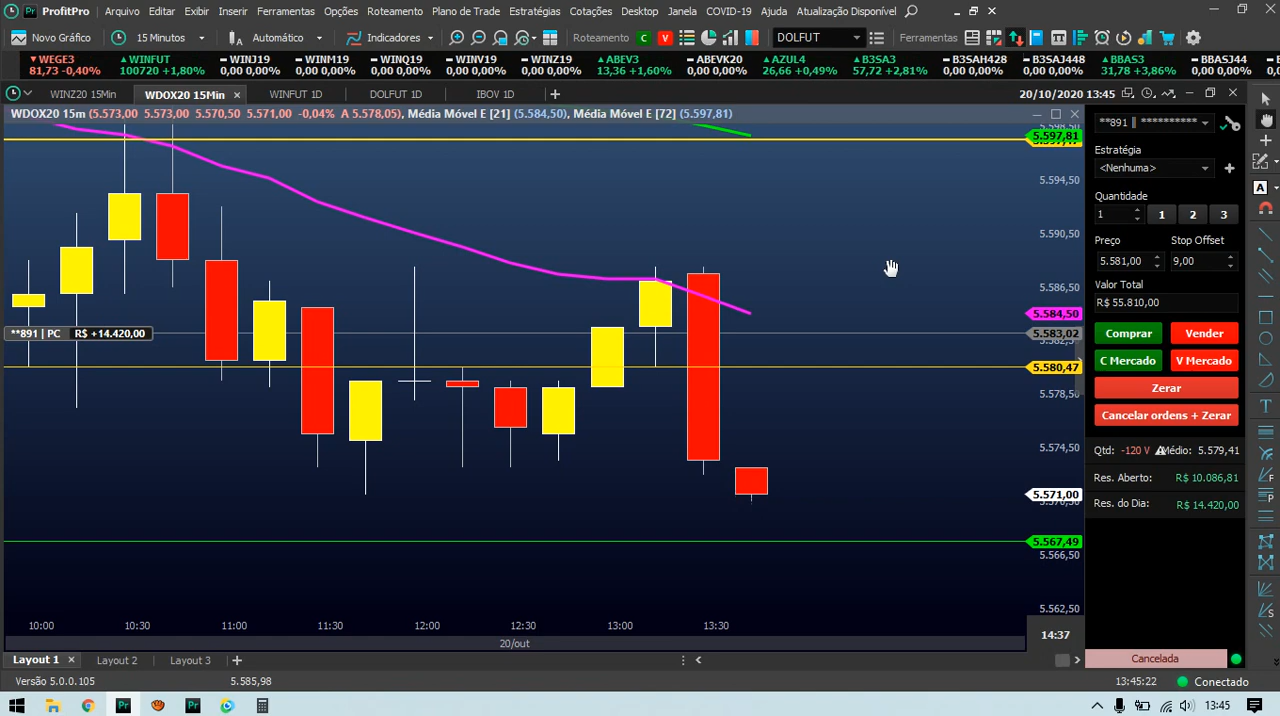 ProfitPro Arquivo Editar Exibir Inserir Ferramentas Opções Roteamento Fluxo de Trade Estratégias Cotações Desktop Janela COVID-19 Ajuda Atualização Disponível
Novo Gráfico 15 Minutos Automático Indicadores Roteamento C V DOLFUT Ferramentas
WEGE3 WINFUT WINJ19 WINM19 WINQ19 WINV19 WINZ19 ABEV3 ABEVK20 AZUL4 B3SA3 B3SAH428 B3SAJ448 BBAS3 BBASJ
81,73 -0,40% 100720 +1,80% 0,00 0,00% 0,00 0,00% 0,00 0,00% 0,00 0,00% 0,00 0,00% 13,36 +1,60% 0,00 0,00% 26,66 +0,49% 57,72 +2,81% 0,00 0,00% 0,00 0,00% 31,78 +3,86% 0,00 0,00%
WINZ20 15Min WDOX20 15Min WINFUT 1D DOLFUT 1D IBOV 1D 20/10/2020 13:45
WDOX20 15m (5.573,00 5.573,00 5.570,50 5.571,00 -0,04% A 5.578,05), Média Móvel E [21] (5.584,50), Média Móvel E [72] (5.597,81)
5.597,81
5.594,50
5.590,50
5.586,50
5.584,50
5.583,02
5.580,47
5.578,50
5.574,50
5.571,00
5.567,49
5.566,50
5.562,50
**891 | PC R$ +14.420,00
10:00 10:30 11:00 11:30 12:00 12:30 13:00 13:30
20/out
14:37
**891 || **********
Estratégia
<Nenhuma>
Quantidade
1 1 2 3
Preço Stop Offset
5.581,00 9,00
Valor Total
R$ 55.810,00
Comprar Vender
C Mercado V Mercado
Zerar
Cancelar ordens + Zerar
Qtd: -120 V Médio: 5.579,41
Res. Aberto: R$ 10.086,81
Res. do Dia: R$ 14.420,00
Cancelada
Layout 1 Layout 2 Layout 3
Versão 5.0.0.105 5.585,98 13:45:22 Conectado
13:45